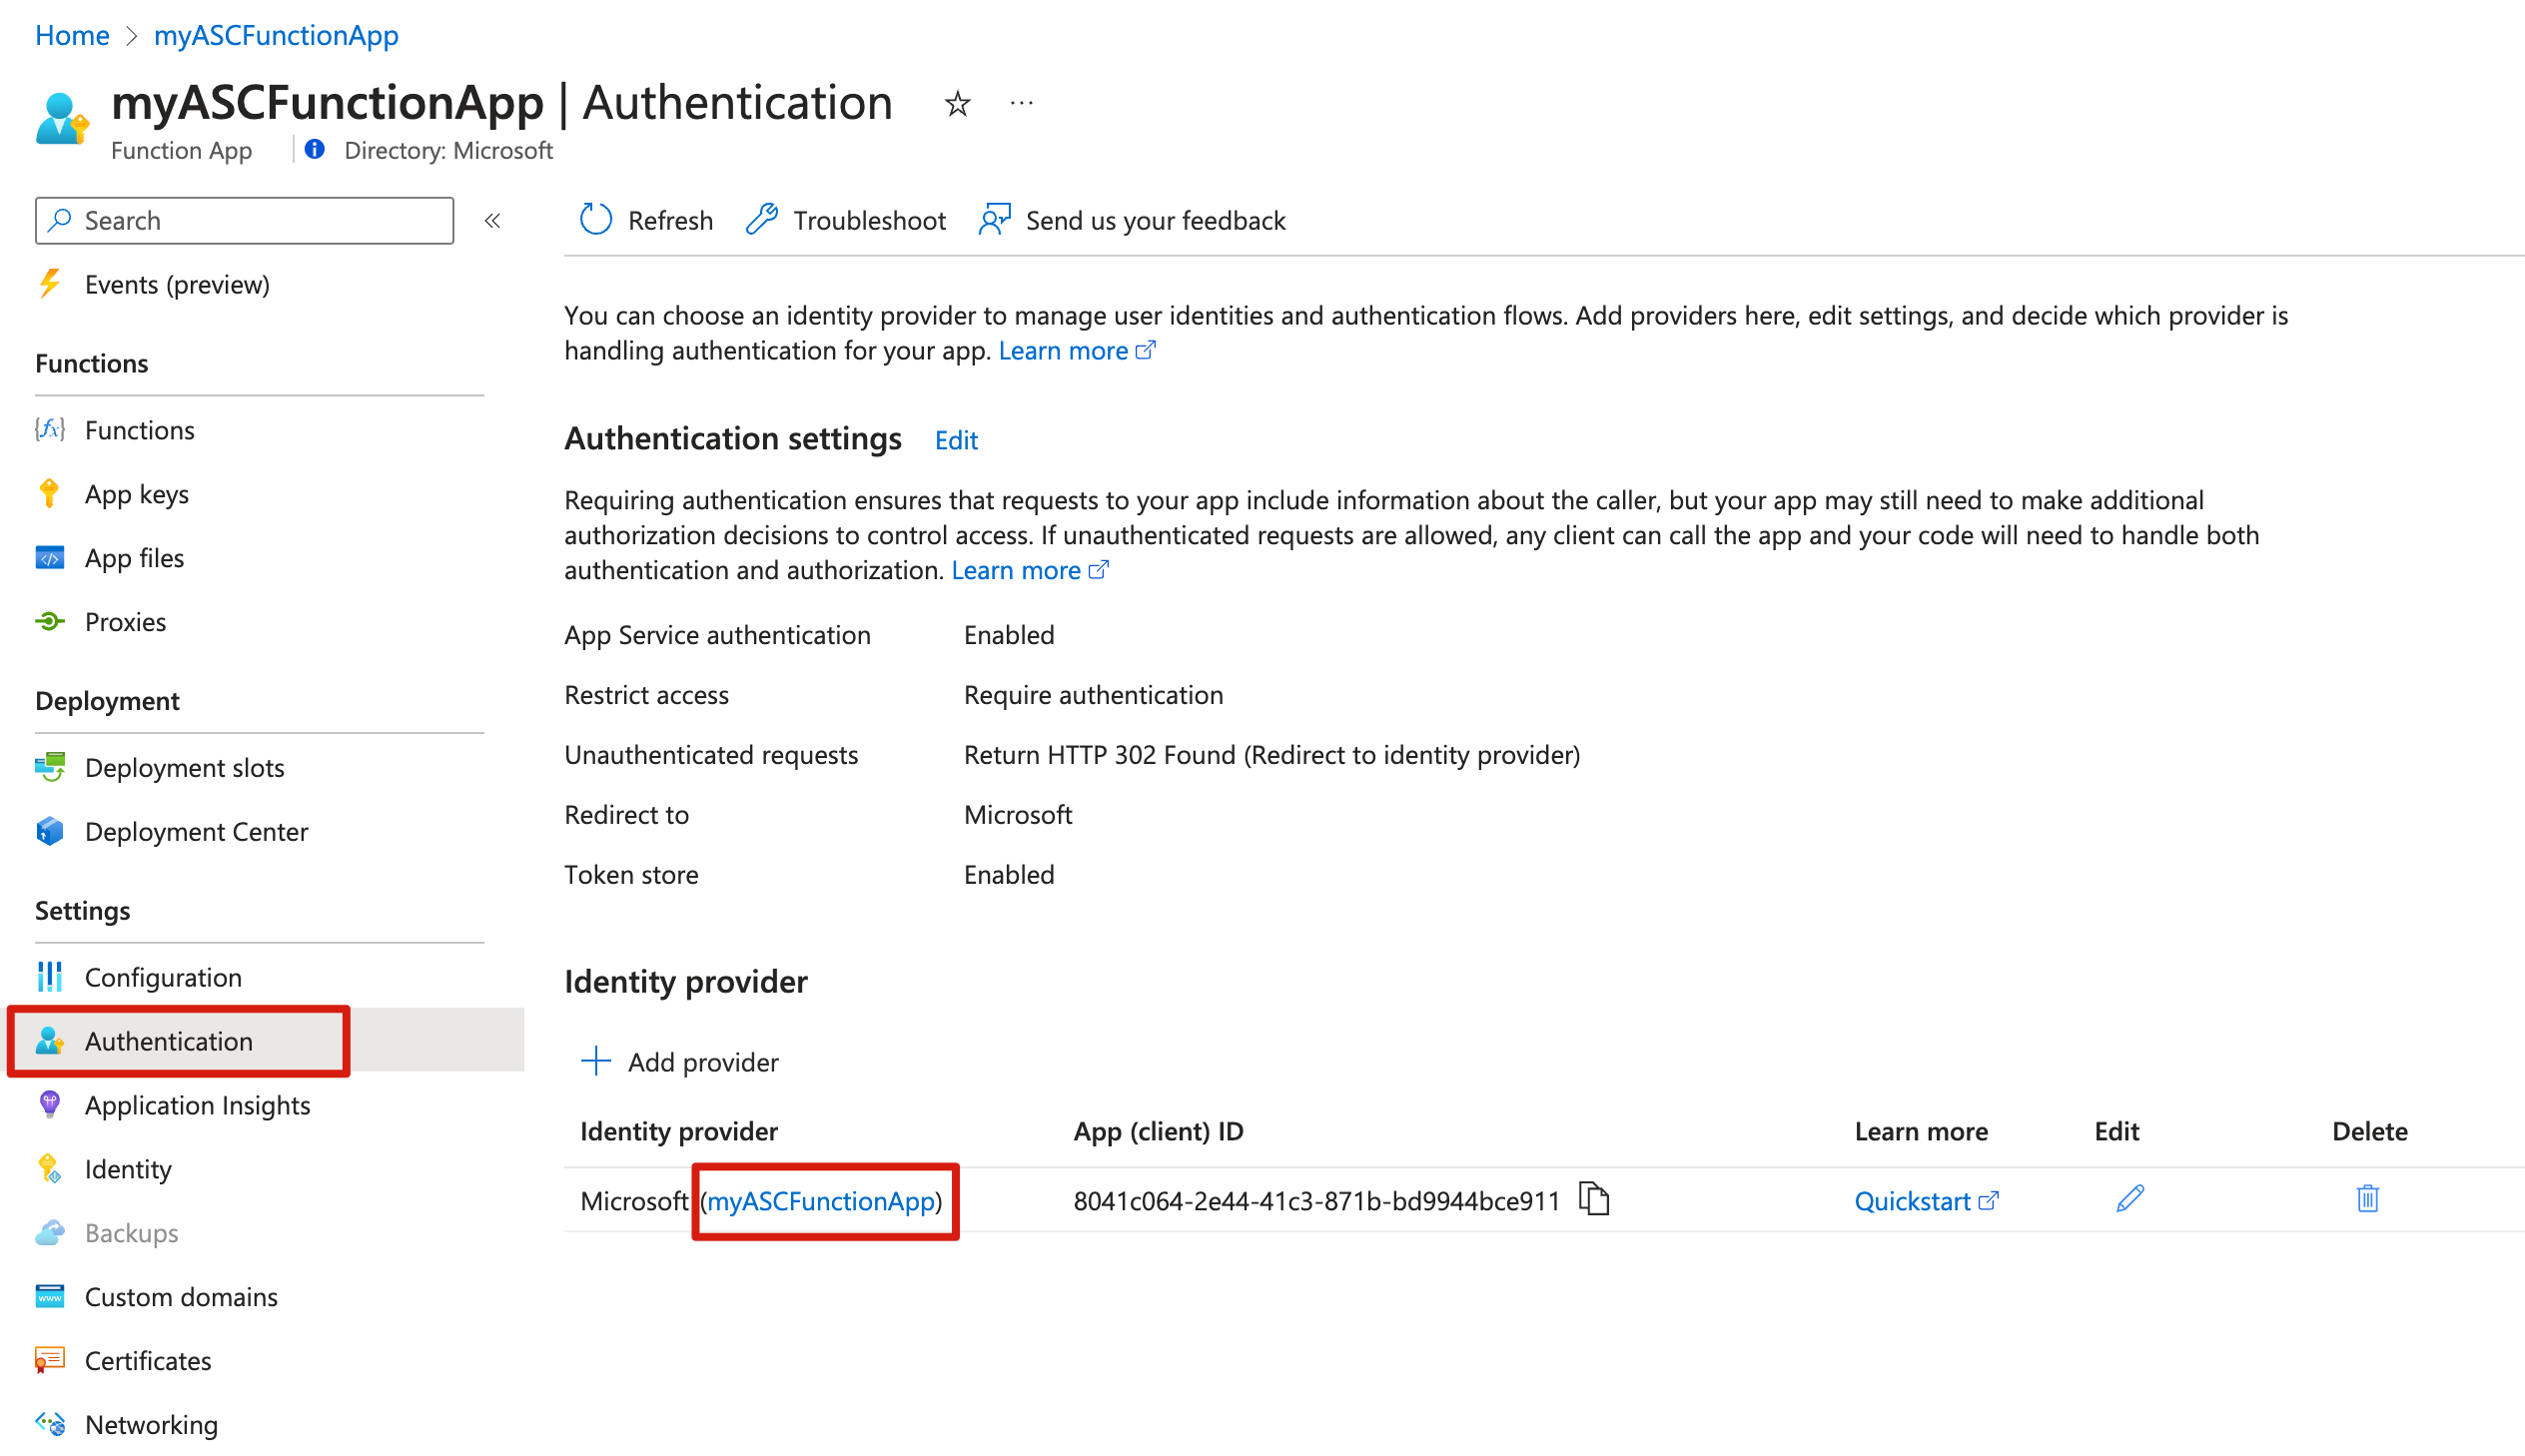 Home > myASCFunctionApp
myASCFunctionApp | Authentication
Function App
Directory: Microsoft
Search
Events (preview)
Functions
Functions
App keys
App files
Proxies
Deployment
Deployment slots
Deployment Center
Settings
Configuration
Authentication
Application Insights
Identity
Backups
Custom domains
Certificates
Networking
Refresh
Troubleshoot
Send us your feedback
You can choose an identity provider to manage user identities and authentication flows. Add providers here, edit settings, and decide which provider is
handling authentication for your app. Learn more
Authentication settings Edit
Requiring authentication ensures that requests to your app include information about the caller, but your app may still need to make additional
authorization decisions to control access. If unauthenticated requests are allowed, any client can call the app and your code will need to handle both
authentication and authorization. Learn more
App Service authentication Enabled
Restrict access Require authentication
Unauthenticated requests Return HTTP 302 Found (Redirect to identity provider)
Redirect to Microsoft
Token store Enabled
Identity provider
Add provider
Identity provider App (client) ID Learn more Edit Delete
Microsoft (myASCFunctionApp) 8041c064-2e44-41c3-871b-bd9944bce911 Quickstart